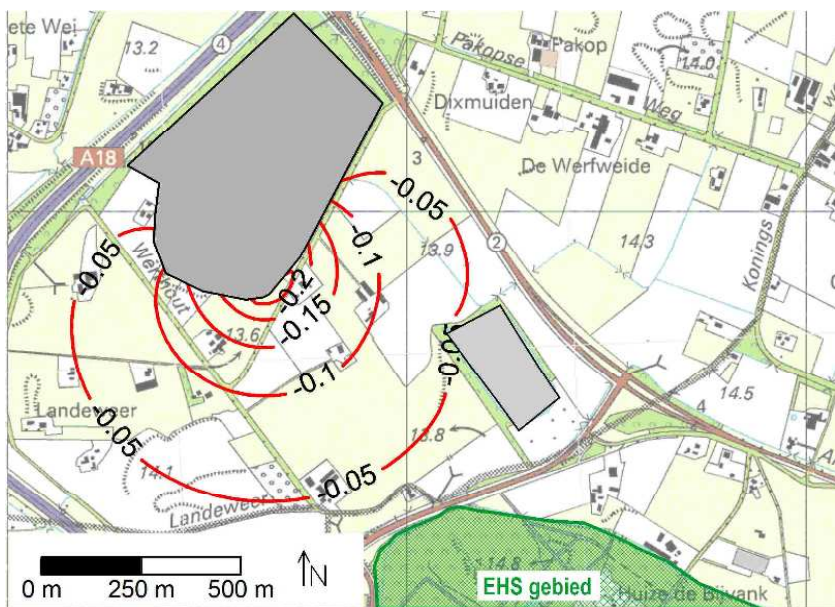 ete Wei
13.2
4
Pakop
Pakopse
Weg
14.0
Dixmuiden
A18
3
De Werfweide
-0.05
-0.05
Welkhout
-0.1
13.9
2
14.3
Konings
-0.2
-0.15
13.6
-0.05
-0.1
Landeweer
-0.05
14.5
4
13.8
14.1
-0.05
Landeweer
14.8
0 m
250 m
500 m
N
EHS gebied
Huize de Bijvank